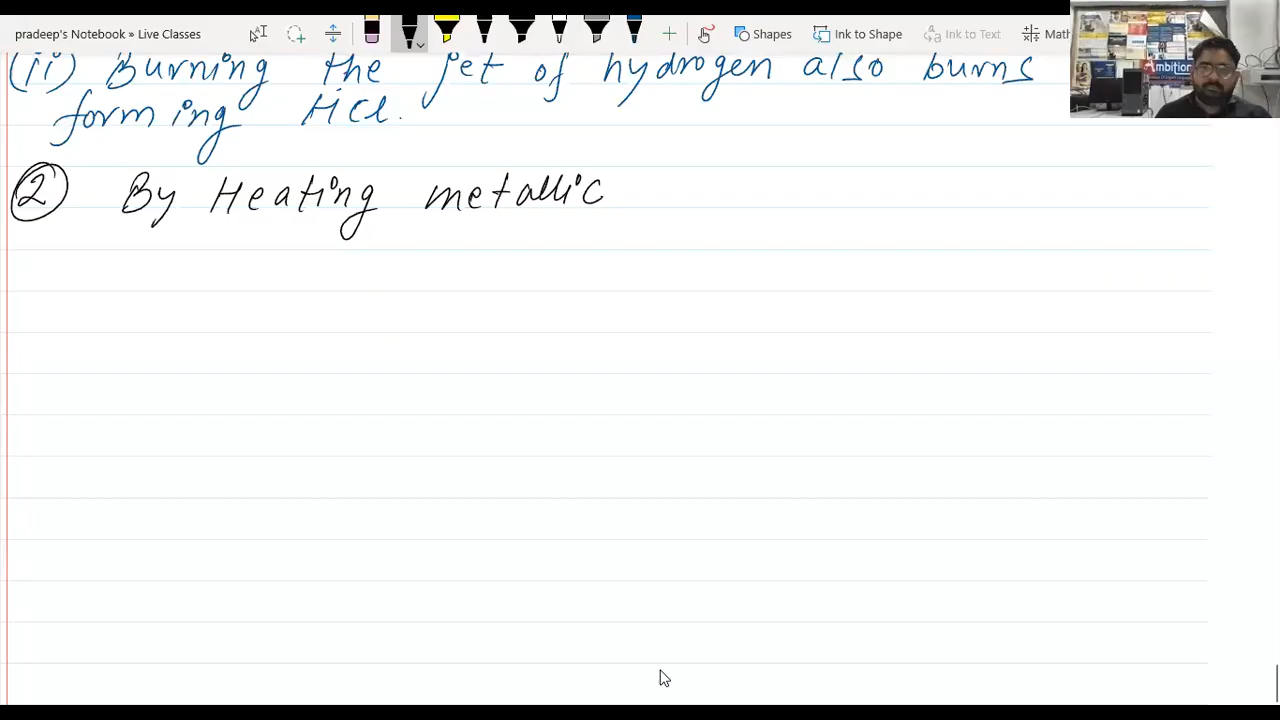 pradeep's Notebook » Live Classes
Shapes
Ink to Shape
Ink to Text
Math
Ambition
(ii) Burning the jet of hydrogen also burns
forming HCl.
② By Heating metallic